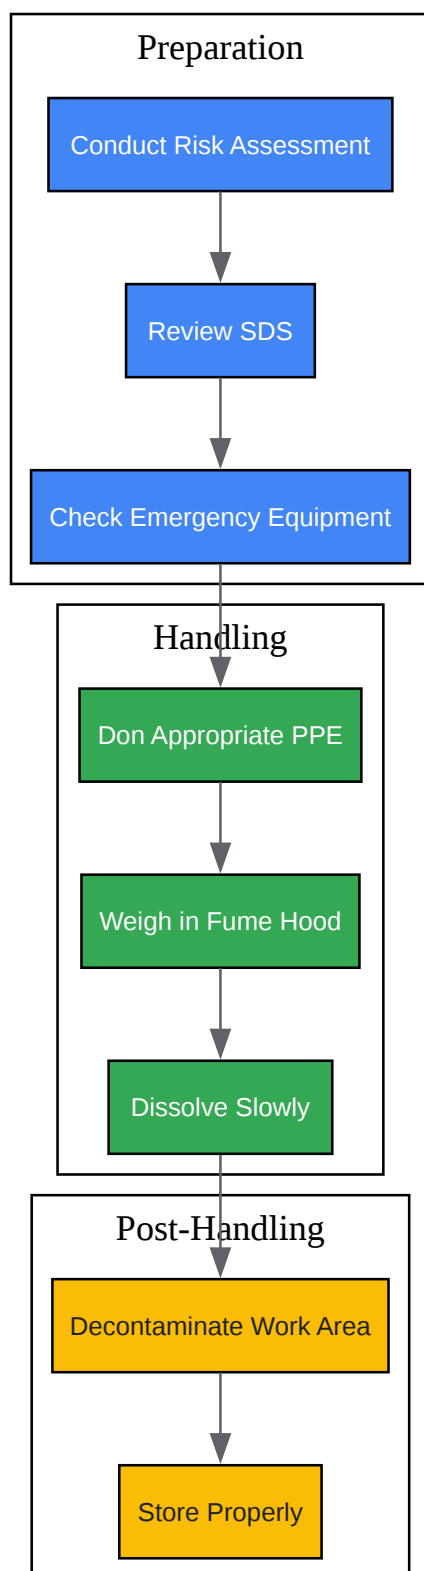 Preparation
Conduct Risk Assessment
Review SDS
Check Emergency Equipment
Handling
Don Appropriate PPE
Weigh in Fume Hood
Dissolve Slowly
Post-Handling
Decontaminate Work Area
Store Properly